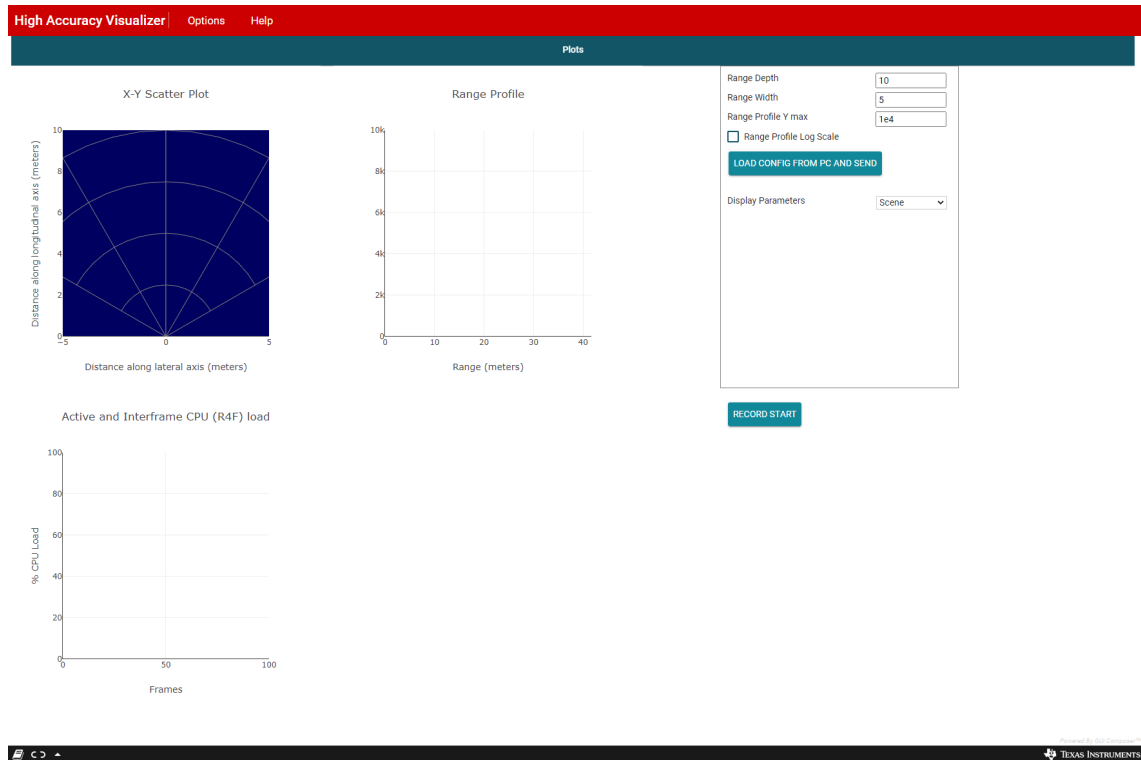 High Accuracy Visualizer Options Help
Plots
X-Y Scatter Plot
10
8
6
4
2
0
−5 0 5
Distance along longitudinal axis (meters)
Distance along lateral axis (meters)
Range Profile
10k
8k
6k
4k
2k
0
0 10 20 30 40
Range (meters)
Range Depth 10
Range Width 5
Range Profile Y max 1e4
Range Profile Log Scale
LOAD CONFIG FROM PC AND SEND
Display Parameters Scene
RECORD START
Active and Interframe CPU (R4F) load
100
80
60
40
20
0
0 50 100
% CPU Load
Frames
Powered By GUI Composer™
TEXAS INSTRUMENTS